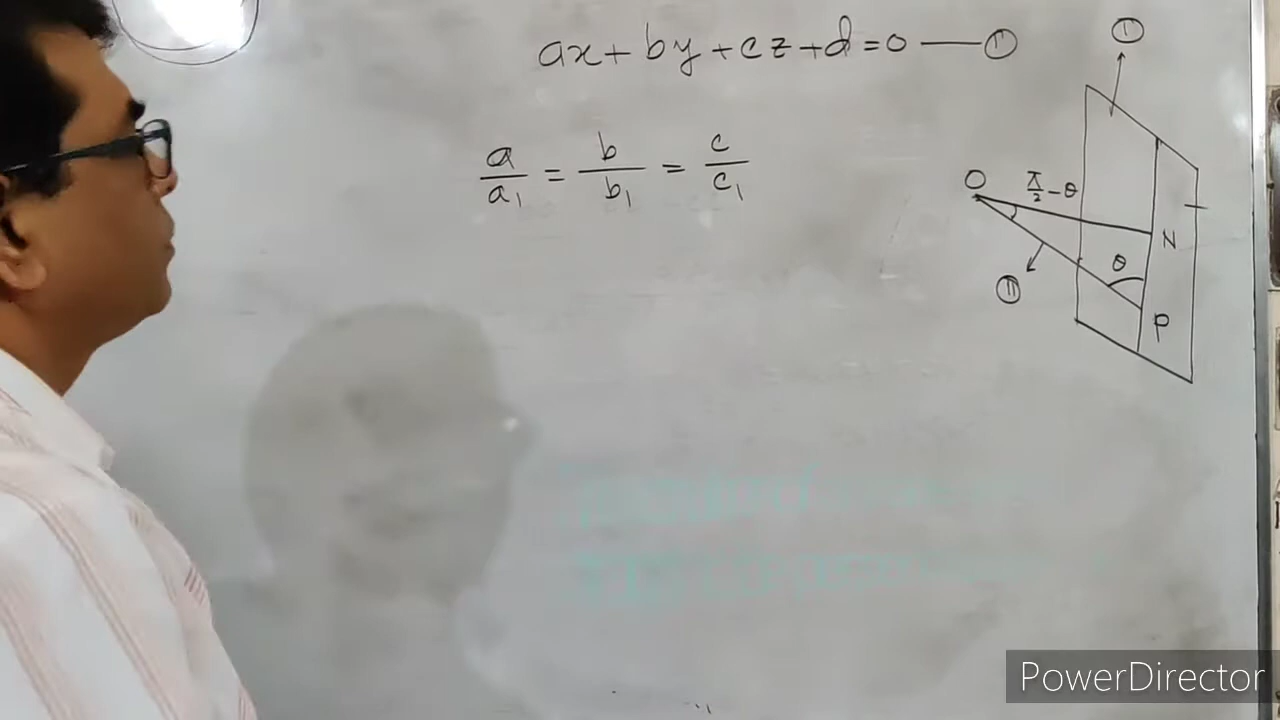 ax + by + cz + d = 0 — ①
a/a₁ = b/b₁ = c/c₁
①
O
π/2 - θ
N
θ
②
P
PowerDirector